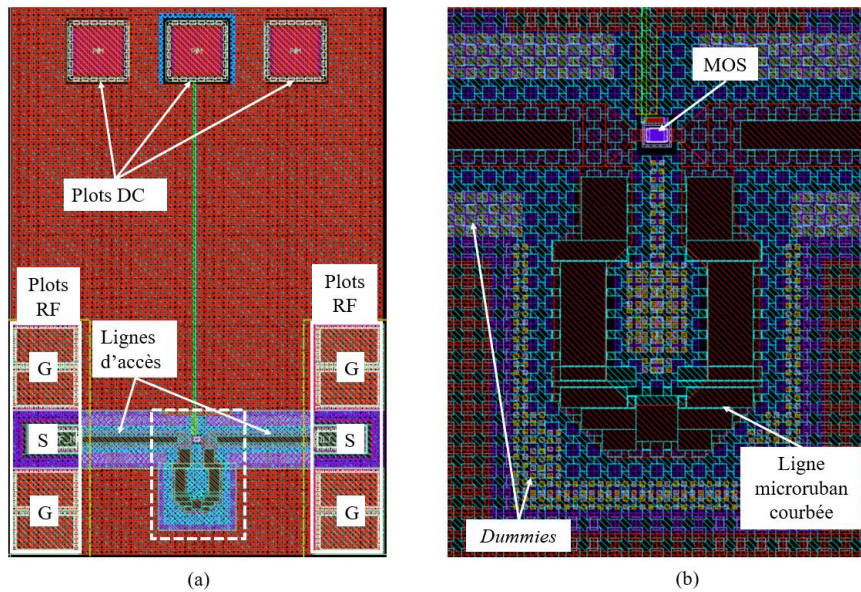 Plots DC
Plots
RF
Plots
RF
Lignes
d'accès
G
G
S
S
G
G
(a)
MOS
Ligne
microruban
courbée
Dummies
(b)